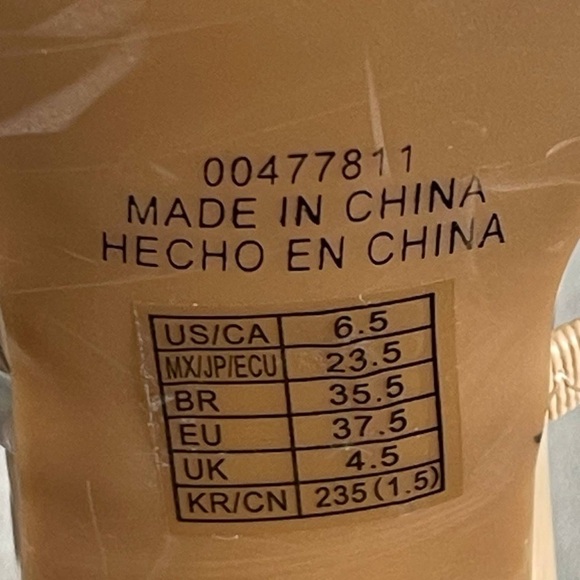 00477811
MADE IN CHINA
HECHO EN CHINA
US/CA 6.5
MX/JP/ECU 23.5
BR 35.5
EU 37.5
UK 4.5
KR/CN 235(1.5)